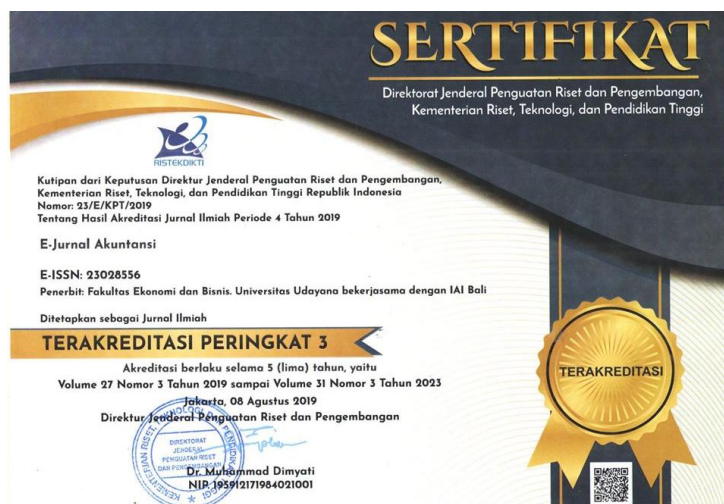 SERTIFIKAT
Direktorat Jenderal Penguatan Riset dan Pengembangan,
Kementerian Riset, Teknologi, dan Pendidikan Tinggi
RISTEKDIKTI
Kutipan dari Keputusan Direktur Jenderal Penguatan Riset dan Pengembangan,
Kementerian Riset, Teknologi, dan Pendidikan Tinggi Republik Indonesia
Nomor: 23/E/KPT/2019
Tentang Hasil Akreditasi Jurnal Ilmiah Periode 4 Tahun 2019
E-Jurnal Akuntansi
E-ISSN: 23028556
Penerbit: Fakultas Ekonomi dan Bisnis. Universitas Udayana bekerjasama dengan IAI Bali
Ditetapkan sebagai Jurnal Ilmiah
TERAKREDITASI PERINGKAT 3
TERAKREDITASI
Akreditasi berlaku selama 5 (lima) tahun, yaitu
Volume 27 Nomor 3 Tahun 2019 sampai Volume 31 Nomor 3 Tahun 2023
Jakarta, 08 Agustus 2019
Direktur Jenderal Penguatan Riset dan Pengembangan
DIREKTORAT
JENDERAL
PENGUATAN RISET
DAN PENGEMBANGAN
Dr. Muhammad Dimyati
NIP. 195912171984021001